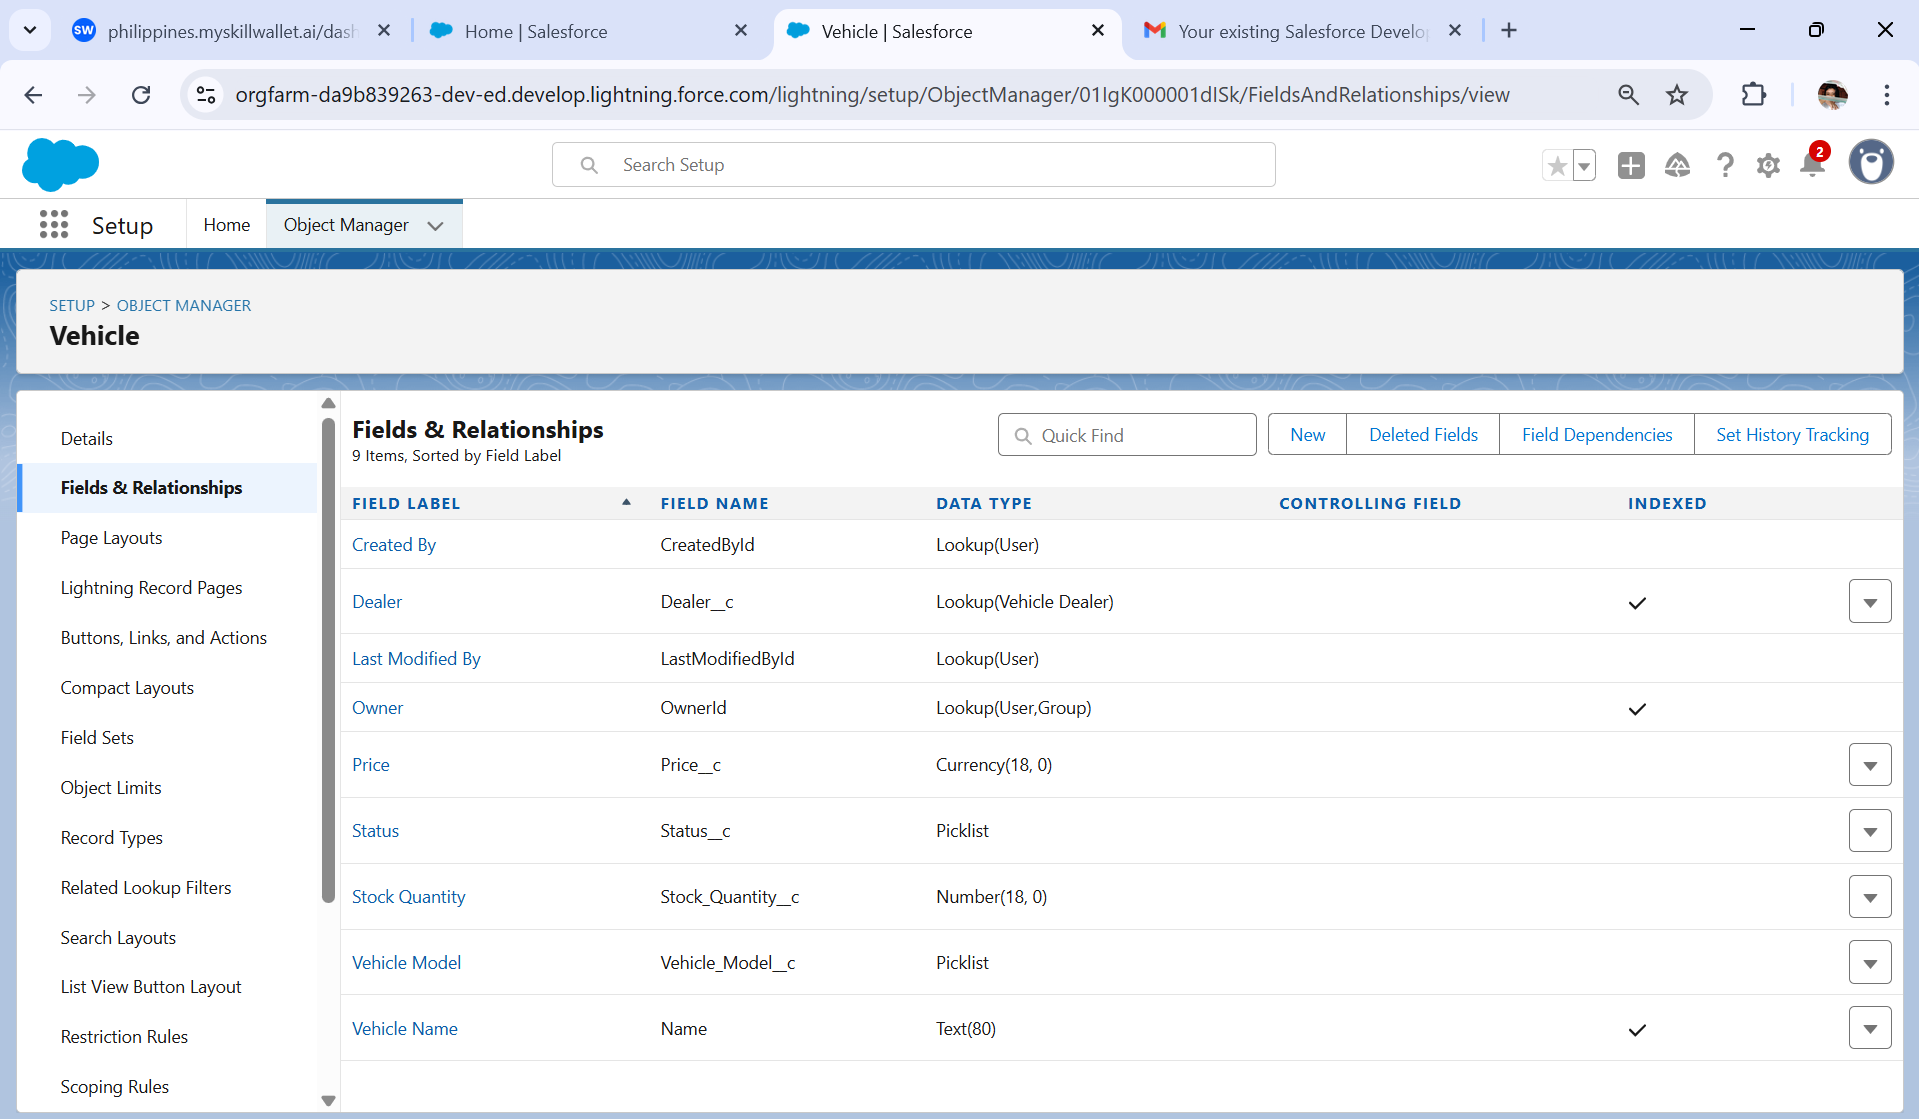 SW philippines.myskillwallet.ai/dash
Home | Salesforce
Vehicle | Salesforce
Your existing Salesforce Develo
orgfarm-da9b839263-dev-ed.develop.lightning.force.com/lightning/setup/ObjectManager/01IgK000001dISk/FieldsAndRelationships/view
Search Setup
2
Setup
Home
Object Manager
SETUP > OBJECT MANAGER
Vehicle
Details
Fields & Relationships
Page Layouts
Lightning Record Pages
Buttons, Links, and Actions
Compact Layouts
Field Sets
Object Limits
Record Types
Related Lookup Filters
Search Layouts
List View Button Layout
Restriction Rules
Scoping Rules
Fields & Relationships
9 Items, Sorted by Field Label
Quick Find
New
Deleted Fields
Field Dependencies
Set History Tracking
FIELD LABEL FIELD NAME DATA TYPE CONTROLLING FIELD INDEXED
Created By CreatedById Lookup(User)
Dealer Dealer__c Lookup(Vehicle Dealer)
Last Modified By LastModifiedById Lookup(User)
Owner OwnerId Lookup(User,Group)
Price Price__c Currency(18, 0)
Status Status__c Picklist
Stock Quantity Stock_Quantity__c Number(18, 0)
Vehicle Model Vehicle_Model__c Picklist
Vehicle Name Name Text(80)